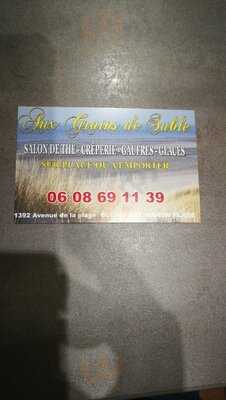 Aux Grains de Sable
SALON DE THE - CRÊPERIE - GAUFRES - GLACES
SUR PLACE OU A EMPORTER
06 08 69 11 39
1392 Avenue de la plage